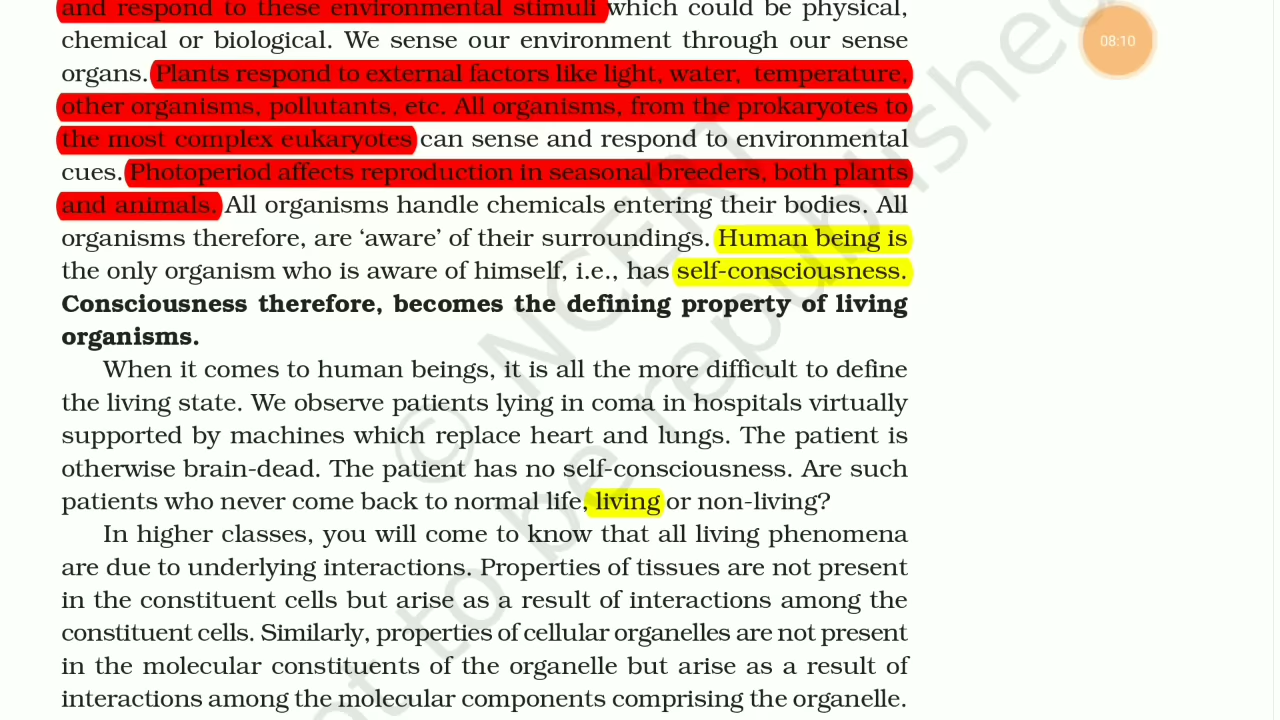 and respond to these environmental stimuli which could be physical,
chemical or biological. We sense our environment through our sense
organs. Plants respond to external factors like light, water, temperature,
other organisms, pollutants, etc. All organisms, from the prokaryotes to
the most complex eukaryotes can sense and respond to environmental
cues. Photoperiod affects reproduction in seasonal breeders, both plants
and animals. All organisms handle chemicals entering their bodies. All
organisms therefore, are ‘aware’ of their surroundings. Human being is
the only organism who is aware of himself, i.e., has self-consciousness.
Consciousness therefore, becomes the defining property of living
organisms.
When it comes to human beings, it is all the more difficult to define
the living state. We observe patients lying in coma in hospitals virtually
supported by machines which replace heart and lungs. The patient is
otherwise brain-dead. The patient has no self-consciousness. Are such
patients who never come back to normal life, living or non-living?
In higher classes, you will come to know that all living phenomena
are due to underlying interactions. Properties of tissues are not present
in the constituent cells but arise as a result of interactions among the
constituent cells. Similarly, properties of cellular organelles are not present
in the molecular constituents of the organelle but arise as a result of
interactions among the molecular components comprising the organelle.
08:10
© NCERT
not to be republished